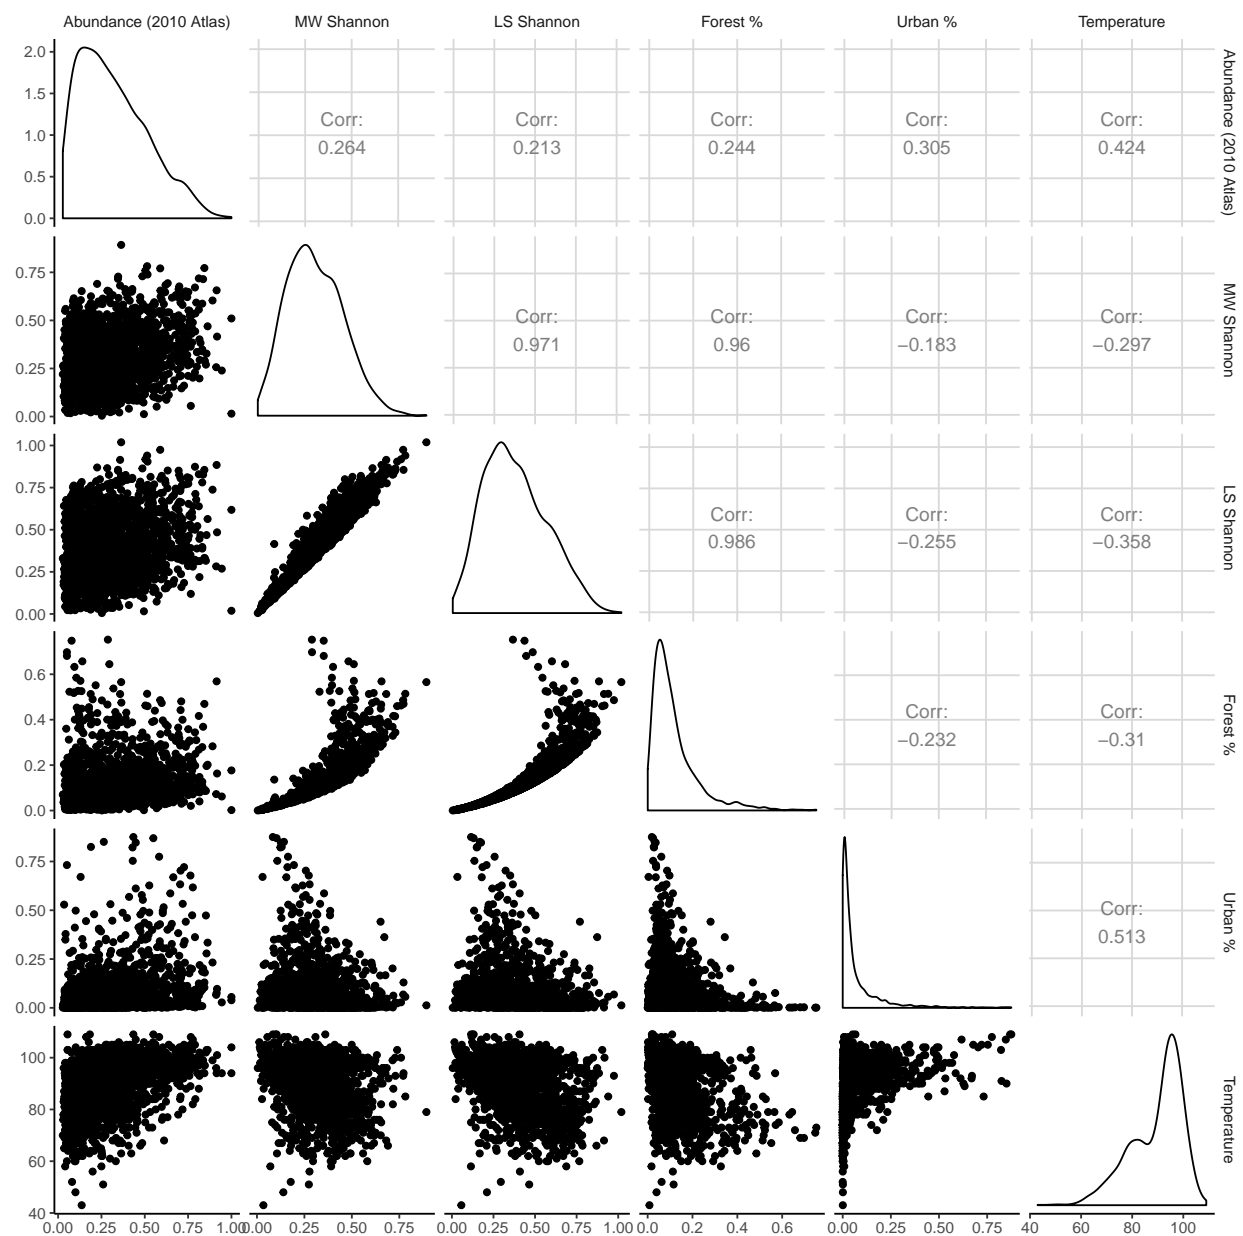 Abundance (2010 Atlas) MW Shannon LS Shannon Forest % Urban % Temperature
2.0
1.5
1.0
0.5
0.0
Corr:
0.264
Corr:
0.213
Corr:
0.244
Corr:
0.305
Corr:
0.424
Abundance (2010 Atlas)
0.75
0.50
0.25
0.00
Corr:
0.971
Corr:
0.96
Corr:
−0.183
Corr:
−0.297
MW Shannon
1.00
0.75
0.50
0.25
0.00
Corr:
0.986
Corr:
−0.255
Corr:
−0.358
LS Shannon
0.6
0.4
0.2
0.0
Corr:
−0.232
Corr:
−0.31
Forest %
0.75
0.50
0.25
0.00
Corr:
0.513
Urban %
100
80
60
40
Temperature
0.00 0.25 0.50 0.75 1.00 0.00 0.25 0.50 0.75 0.00 0.25 0.50 0.75 1.00 0.0 0.2 0.4 0.6 0.00 0.25 0.50 0.75 40 60 80 100